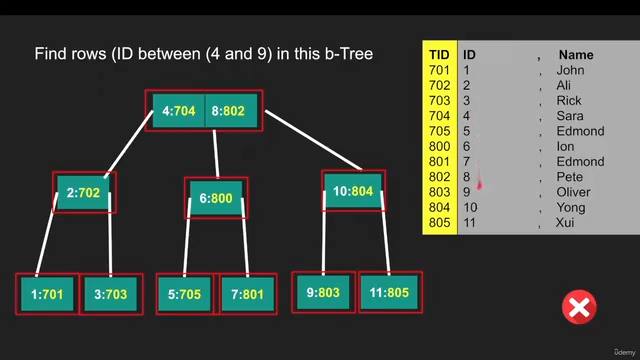 Find rows (ID between (4 and 9) in this b-Tree
4:704 8:802
2:702 6:800 10:804
1:701 3:703 5:705 7:801 9:803 11:805
TID ID , Name
701 1 , John
702 2 , Ali
703 3 , Rick
704 4 , Sara
705 5 , Edmond
800 6 , Ion
801 7 , Edmond
802 8 , Pete
803 9 , Oliver
804 10 , Yong
805 11 , Xui
ûdemy